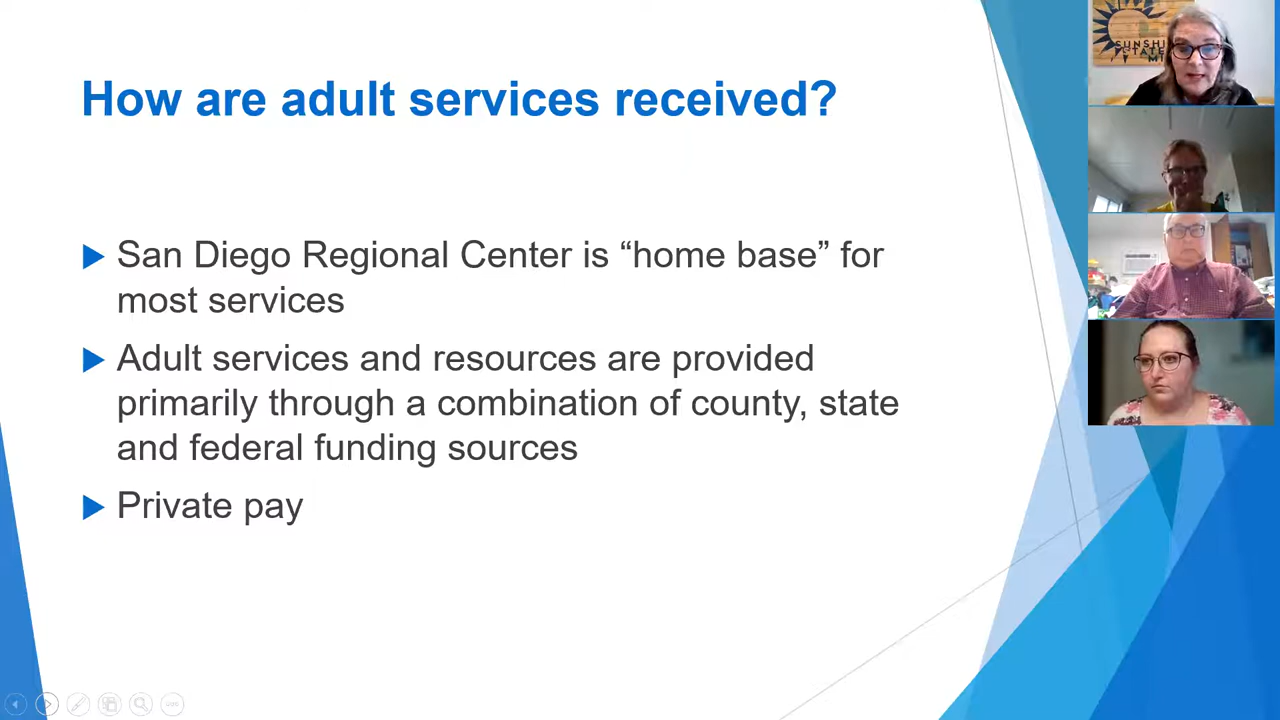 How are adult services received?
San Diego Regional Center is “home base” for
most services
Adult services and resources are provided
primarily through a combination of county, state
and federal funding sources
Private pay